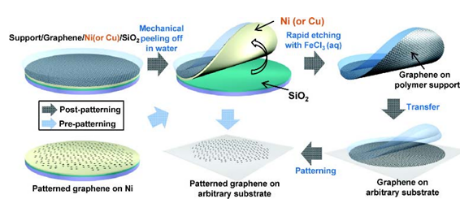 Support/Graphene/Ni(or Cu)/SiO2
Mechanical
peeling off
in water
Ni (or Cu)
Rapid etching
with FeCl3 (aq)
SiO2
Graphene on
polymer support
Post-patterning
Pre-patterning
Transfer
Patterning
Patterned graphene on Ni
Patterned graphene on
arbitrary substrate
Graphene on
arbitrary substrate